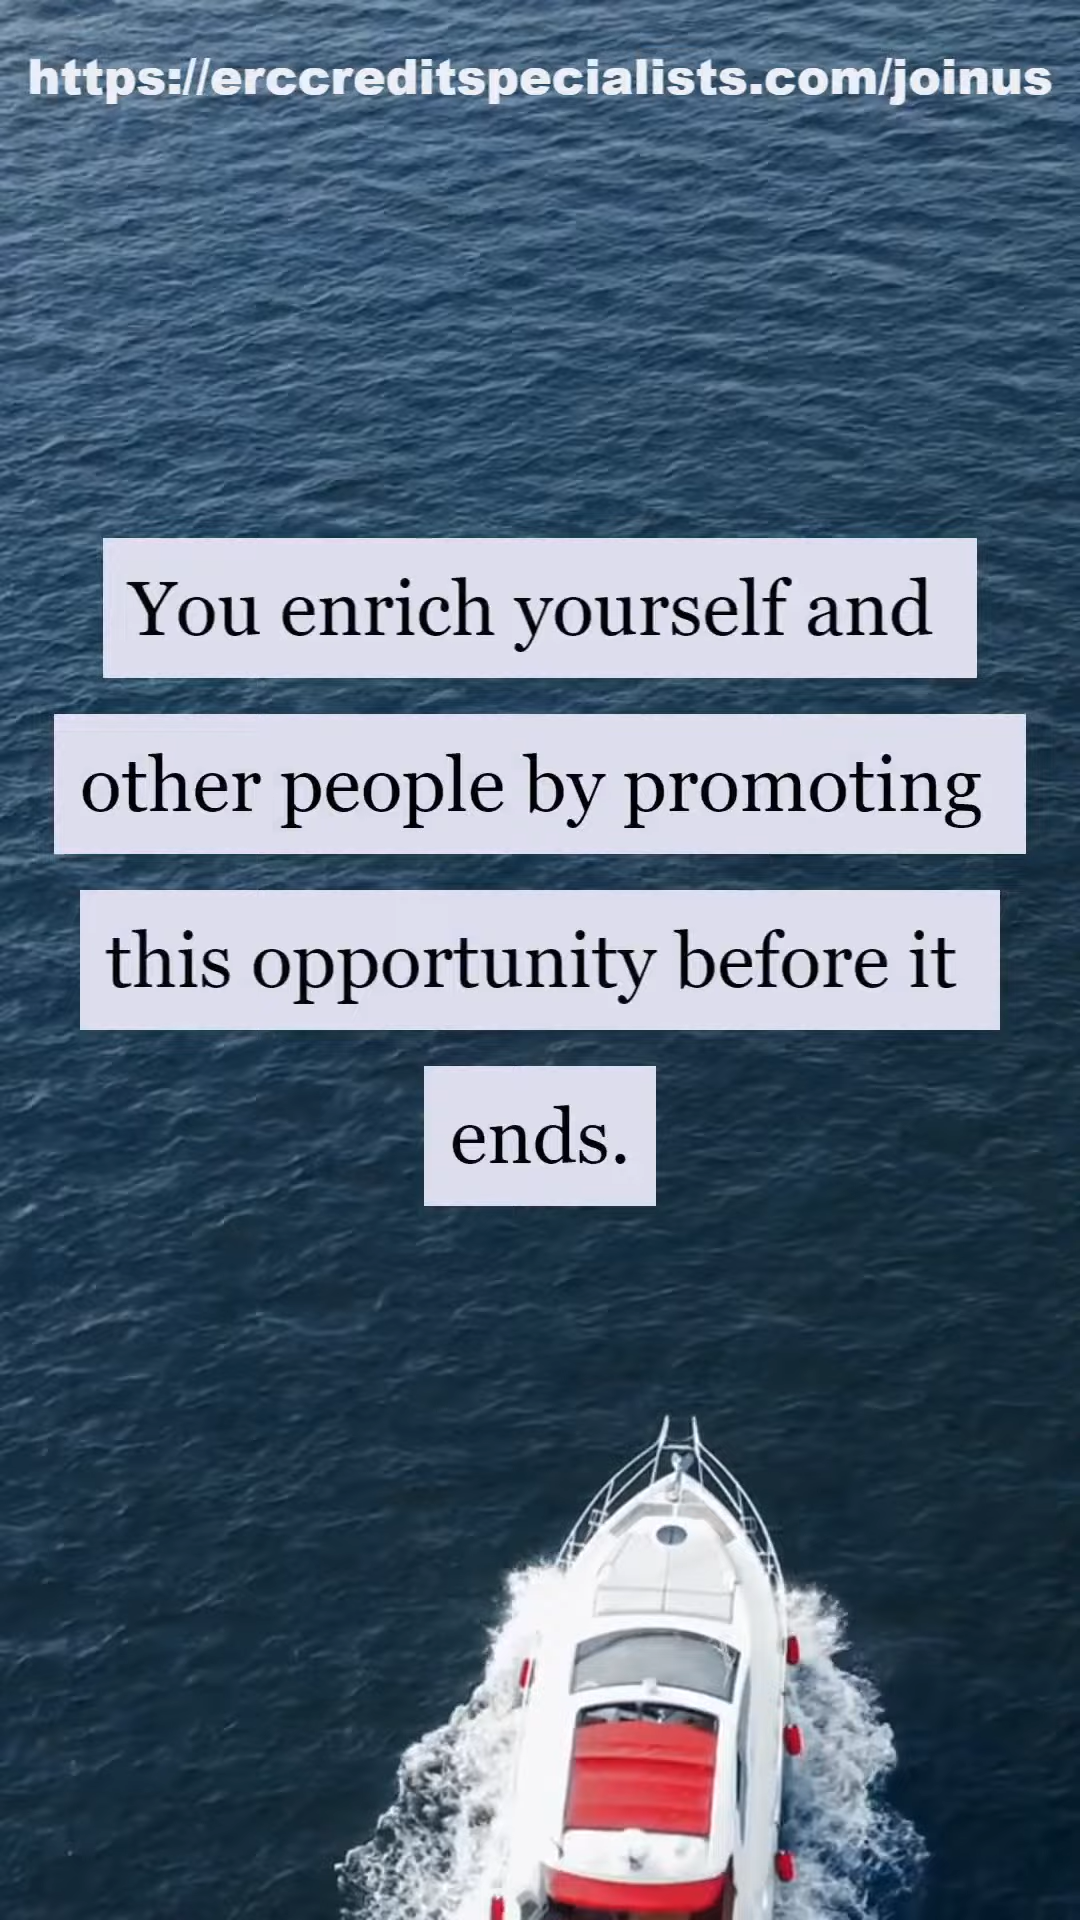 https://erccreditspecialists.com/joinus
You enrich yourself and
other people by promoting
this opportunity before it
ends.